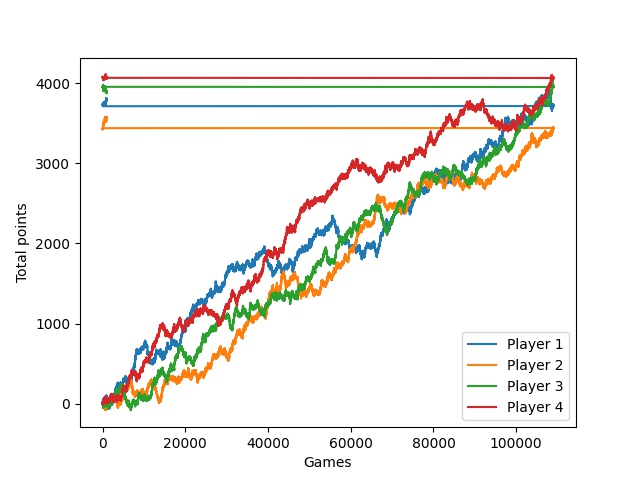 4000
3000
2000
1000
0
Total points
0
20000
40000
60000
80000
100000
Games
Player 1
Player 2
Player 3
Player 4